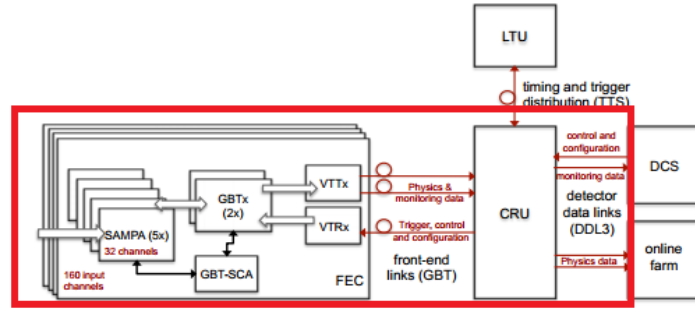 LTU
timing and trigger
distribution (TTS)
control and
configuration
monitoring data
DCS
VTTx
GBTx
(2x)
Physics &
monitoring data
CRU
detector
data links
(DDL3)
SAMPA (5x)
32 channels
VTRx
Trigger, control
and configuration
online
farm
160 input
channels
GBT-SCA
FEC
front-end
links (GBT)
Physics data